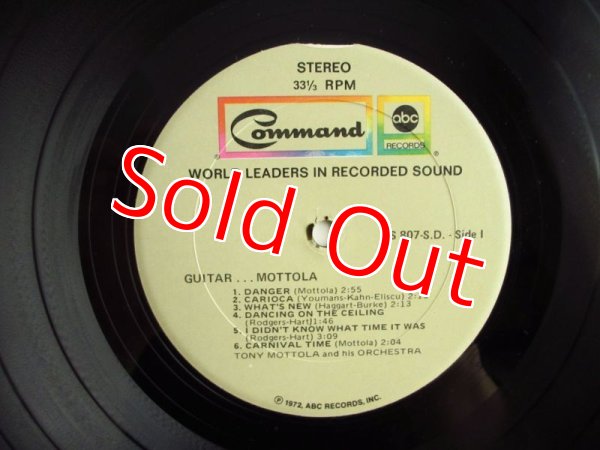 STEREO
33⅓ RPM
Command
abc
RECORDS
WORLD LEADERS IN RECORDED SOUND
S 807-S.D. - Side I
Sold Out
GUITAR . . . MOTTOLA
1. DANGER (Mottola) 2:55
2. CARIOCA (Youmans-Kahn-Eliscu)
3. WHAT'S NEW (Haggart-Burke) 2:13
4. DANCING ON THE CEILING
(Rodgers-Hart) 1:46
5. I DIDN'T KNOW WHAT TIME IT WAS
(Rodgers-Hart) 3:09
6. CARNIVAL TIME (Mottola) 2:04
TONY MOTTOLA and his ORCHESTRA
℗ 1972, ABC RECORDS, INC.